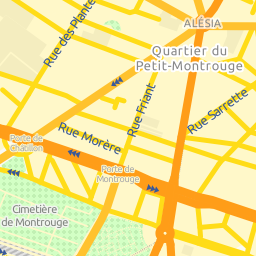 ALÉSIA
Rue des Plante
Quartier du
Petit-Montrouge
Rue Friant
Rue Sarrette
Rue Morère
Porte de
Châtillon
Porte de
Montrouge
Cimetière
de Montrouge